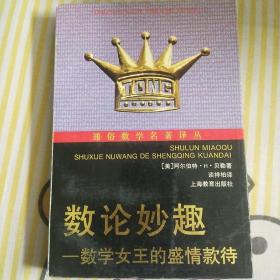 TONG
通俗数学名著译丛
SHULUN MIAOQU
SHUXUE NUWANG DE SHENGQING KUANDAI
[美]阿尔伯特·H·贝勒著
谈祥柏译
上海教育出版社
数论妙趣
—数学女王的盛情款待